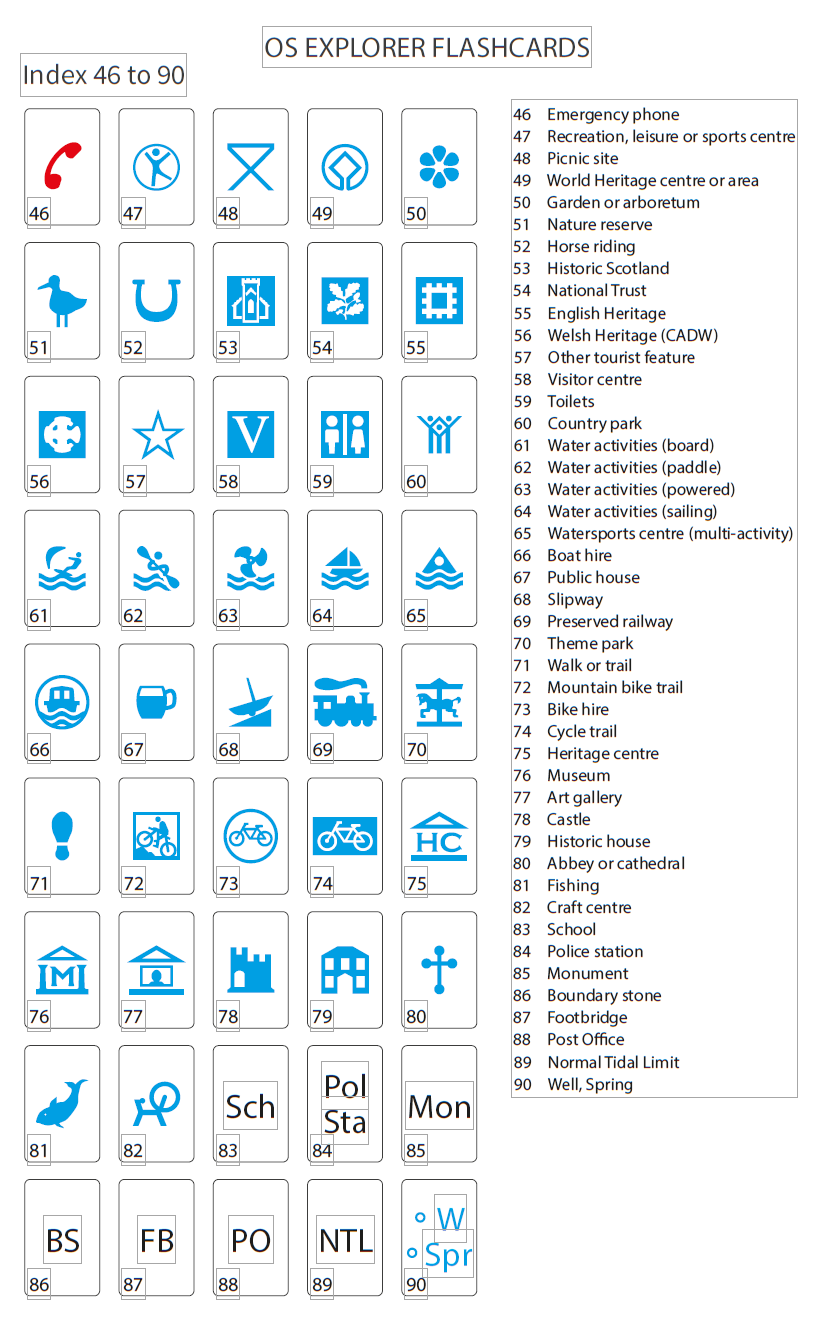 OS EXPLORER FLASHCARDS
Index 46 to 90
46
47
48
49
50
51
52
53
54
55
56
V
57
58
59
60
61
62
63
64
65
66
67
68
69
70
HC
71
72
73
74
75
M
76
77
78
79
80
Sch
Pol
Sta
Mon
81
82
83
84
85
BS
FB
PO
NTL
W
Spr
86
87
88
89
90
46 Emergency phone
47 Recreation, leisure or sports centre
48 Picnic site
49 World Heritage centre or area
50 Garden or arboretum
51 Nature reserve
52 Horse riding
53 Historic Scotland
54 National Trust
55 English Heritage
56 Welsh Heritage (CADW)
57 Other tourist feature
58 Visitor centre
59 Toilets
60 Country park
61 Water activities (board)
62 Water activities (paddle)
63 Water activities (powered)
64 Water activities (sailing)
65 Watersports centre (multi-activity)
66 Boat hire
67 Public house
68 Slipway
69 Preserved railway
70 Theme park
71 Walk or trail
72 Mountain bike trail
73 Bike hire
74 Cycle trail
75 Heritage centre
76 Museum
77 Art gallery
78 Castle
79 Historic house
80 Abbey or cathedral
81 Fishing
82 Craft centre
83 School
84 Police station
85 Monument
86 Boundary stone
87 Footbridge
88 Post Office
89 Normal Tidal Limit
90 Well, Spring